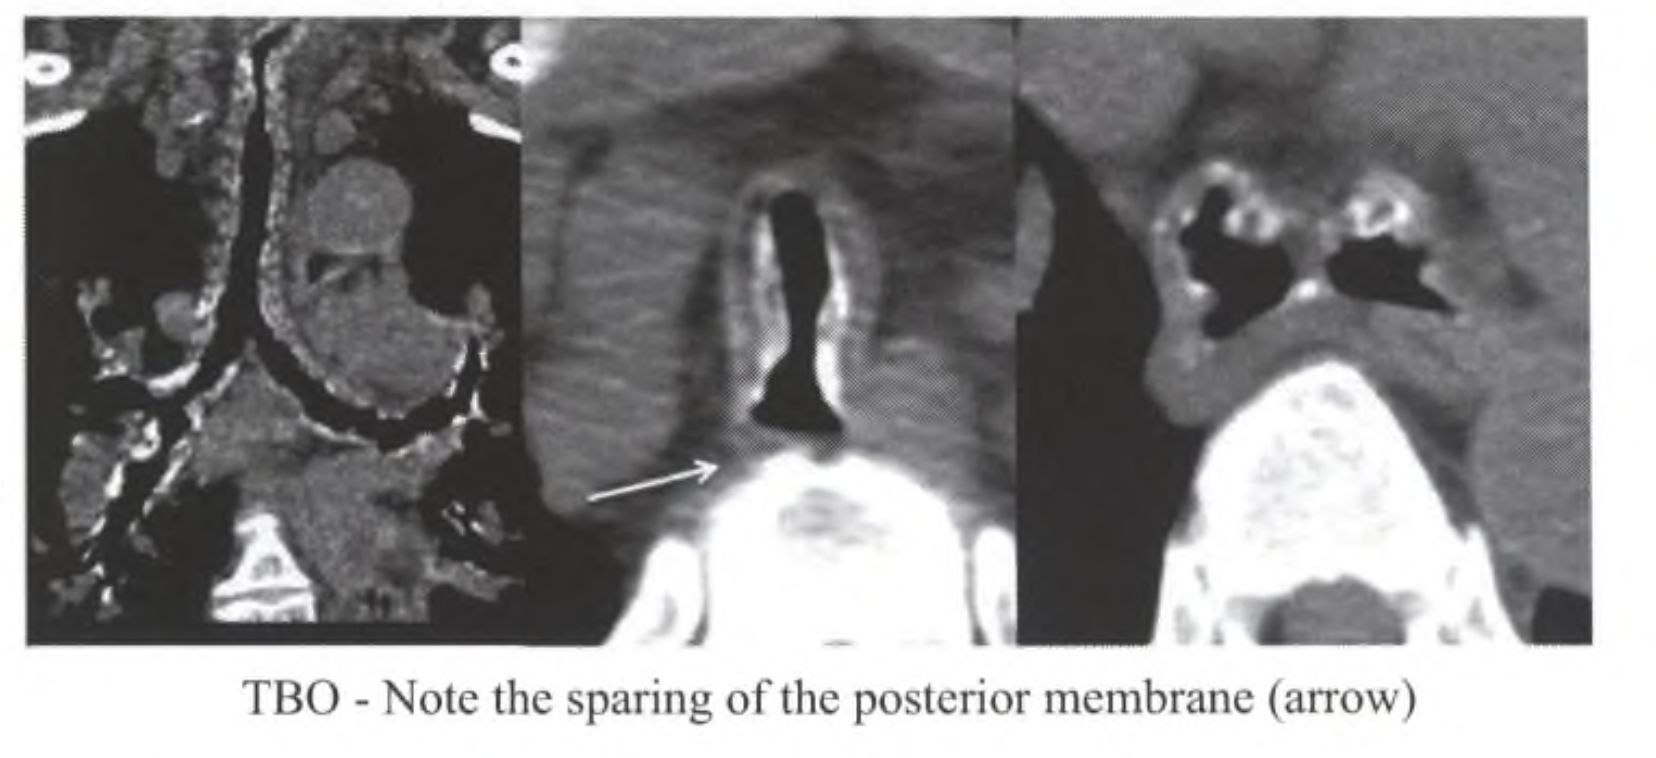 TBO - Note the sparing of the posterior membrane (arrow)